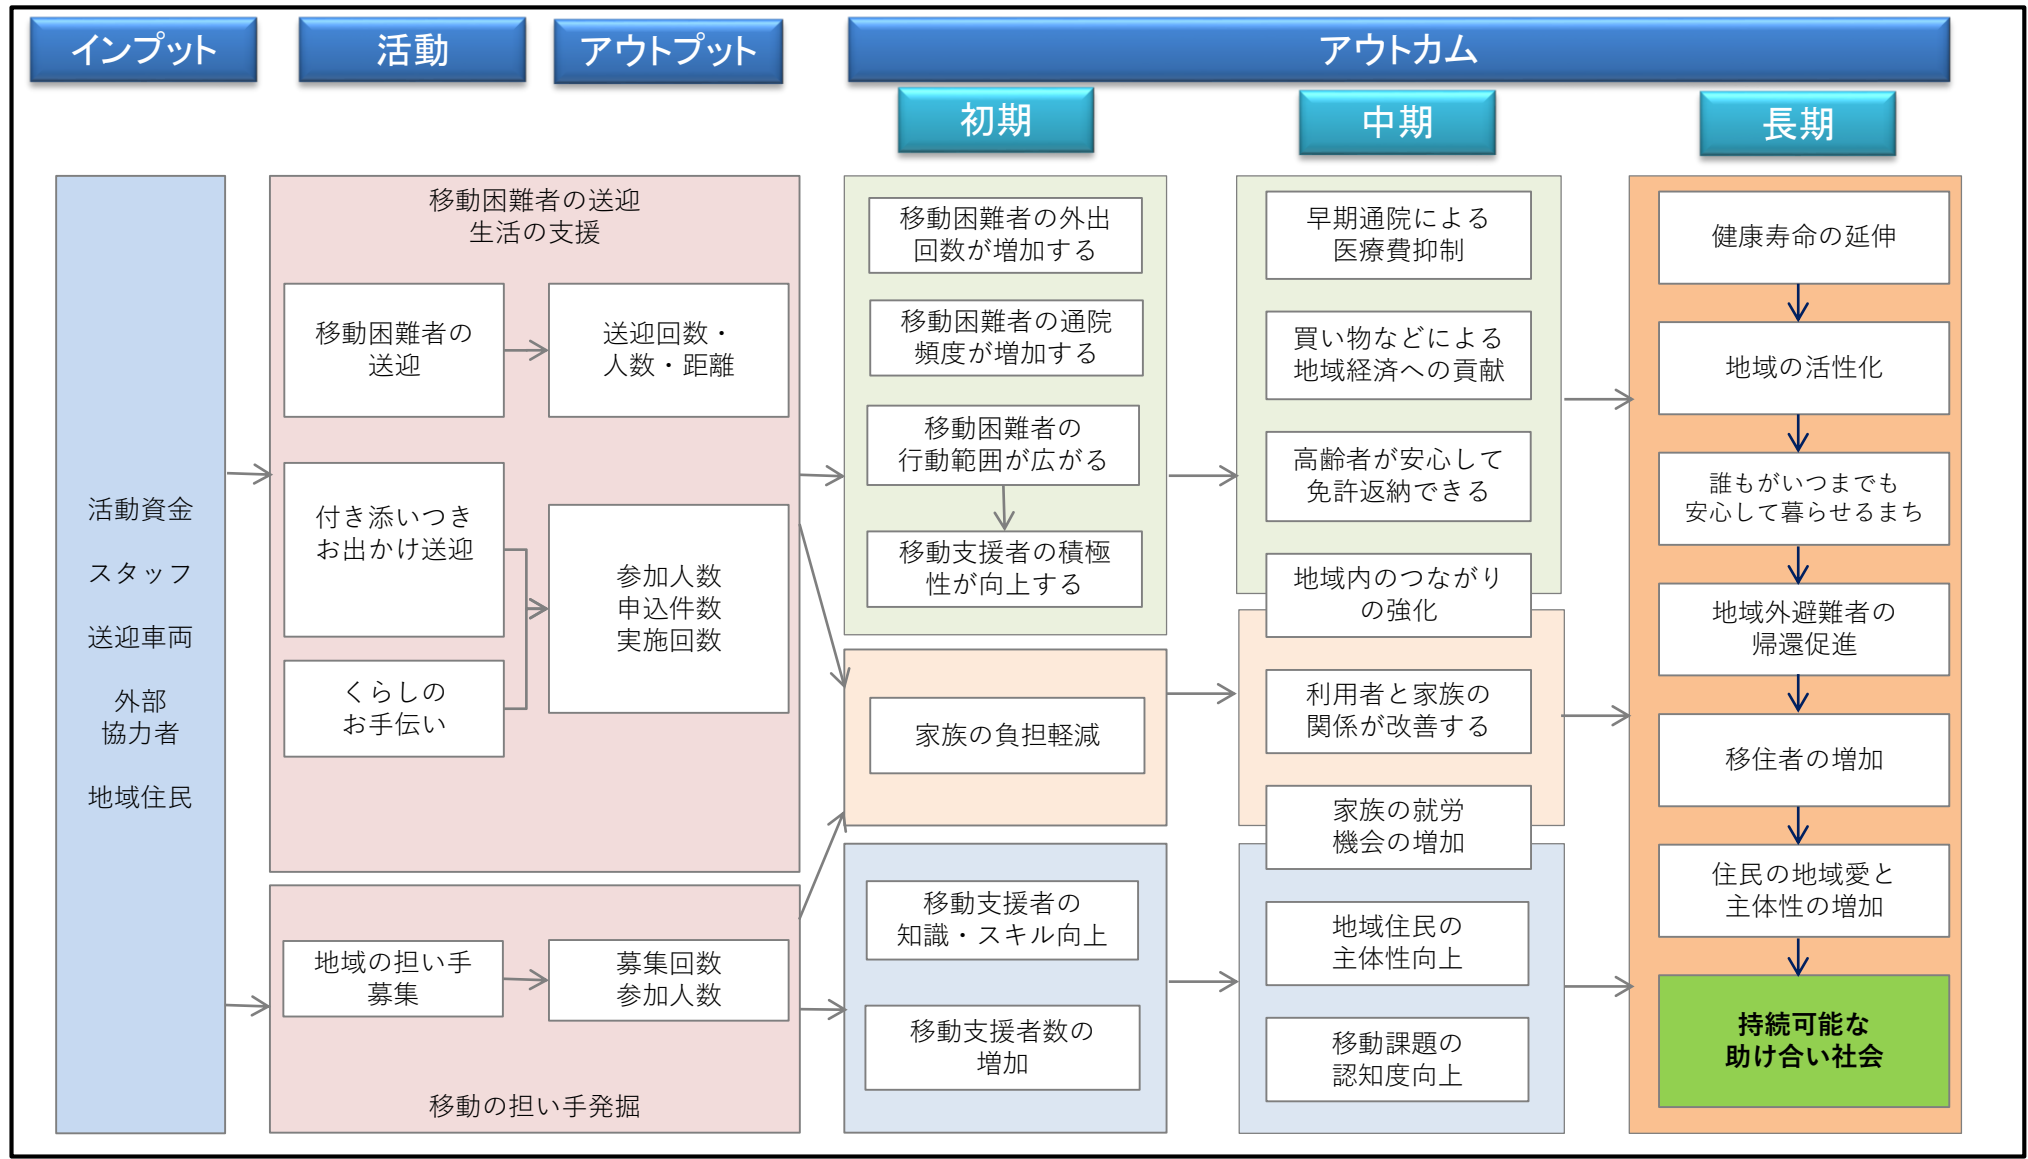 インプット
活動
アウトプット
アウトカム
初期
中期
長期
活動資金
スタッフ
送迎車両
外部
協力者
地域住民
移動困難者の送迎
生活の支援
移動困難者の
送迎
送迎回数・
人数・距離
付き添いつき
お出かけ送迎
くらしの
お手伝い
参加人数
申込件数
実施回数
地域の担い手
募集
募集回数
参加人数
移動の担い手発掘
移動困難者の外出
回数が増加する
移動困難者の通院
頻度が増加する
移動困難者の
行動範囲が広がる
移動支援者の積極
性が向上する
家族の負担軽減
移動支援者の
知識・スキル向上
移動支援者数の
増加
早期通院による
医療費抑制
買い物などによる
地域経済への貢献
高齢者が安心して
免許返納できる
地域内のつながり
の強化
利用者と家族の
関係が改善する
家族の就労
機会の増加
地域住民の
主体性向上
移動課題の
認知度向上
健康寿命の延伸
地域の活性化
誰もがいつまでも
安心して暮らせるまち
地域外避難者の
帰還促進
移住者の増加
住民の地域愛と
主体性の増加
持続可能な
助け合い社会